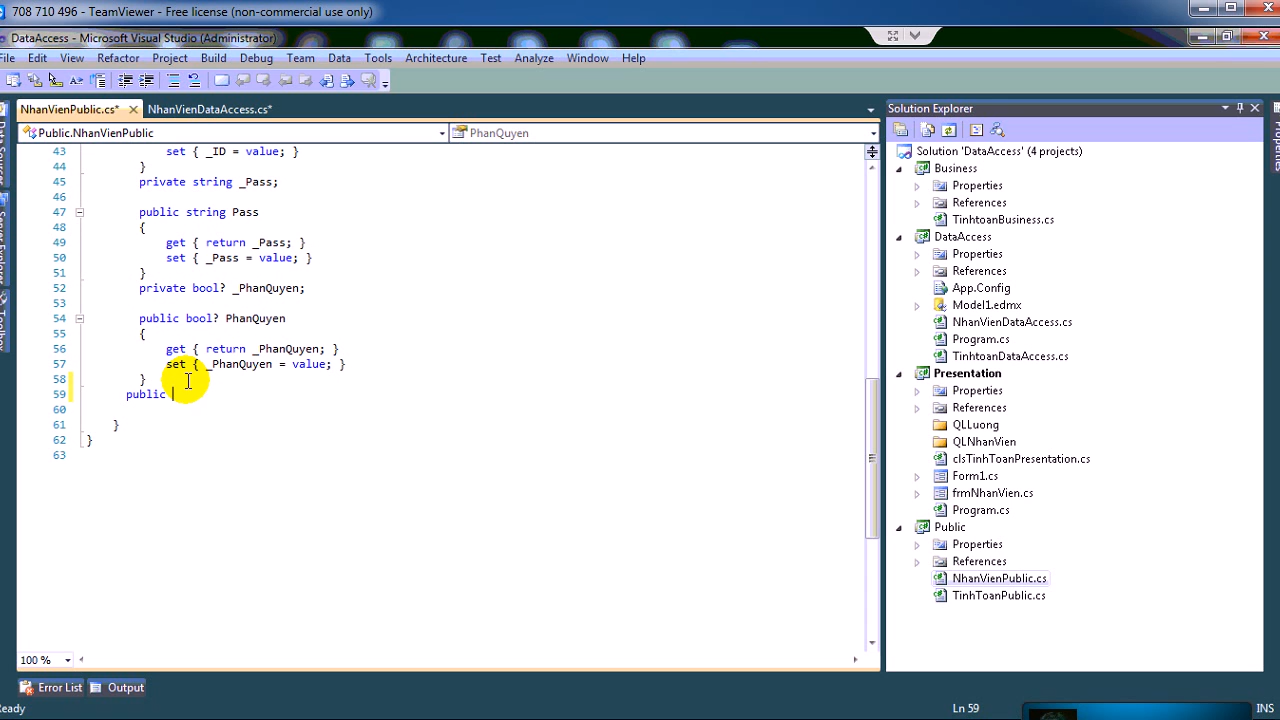 708 710 496 - TeamViewer - Free license (non-commercial use only)
DataAccess - Microsoft Visual Studio (Administrator)
File Edit View Refactor Project Build Debug Team Data Tools Architecture Test Analyze Window Help
NhanVienPublic.cs* NhanVienDataAccess.cs*
Public.NhanVienPublic PhanQuyen
43 set { _ID = value; }
44 }
45 private string _Pass;
46
47 public string Pass
48 {
49 get { return _Pass; }
50 set { _Pass = value; }
51 }
52 private bool? _PhanQuyen;
53
54 public bool? PhanQuyen
55 {
56 get { return _PhanQuyen; }
57 set { _PhanQuyen = value; }
58 }
59 public
60
61 }
62 }
63
100 %
Error List Output
Ready Ln 59 INS
Data Sources
Server Explorer
Toolbox
Solution Explorer
Solution 'DataAccess' (4 projects)
Business
Properties
References
TinhtoanBusiness.cs
DataAccess
Properties
References
App.Config
Model1.edmx
NhanVienDataAccess.cs
Program.cs
TinhtoanDataAccess.cs
Presentation
Properties
References
QLLuong
QLNhanVien
clsTinhToanPresentation.cs
Form1.cs
frmNhanVien.cs
Program.cs
Public
Properties
References
NhanVienPublic.cs
TinhToanPublic.cs
Properties